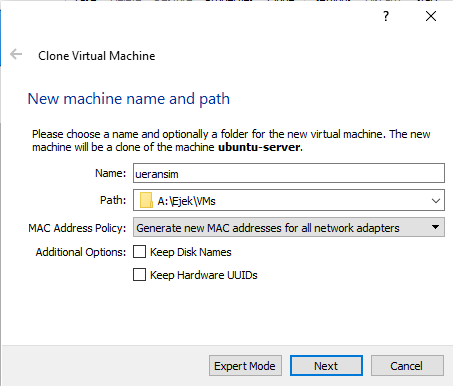 Clone Virtual Machine
New machine name and path
Please choose a name and optionally a folder for the new virtual machine. The new
machine will be a clone of the machine ubuntu-server.
Name: ueransim
Path: A:\Ejek\VMs
MAC Address Policy: Generate new MAC addresses for all network adapters
Additional Options: Keep Disk Names
Keep Hardware UUIDs
Expert Mode Next Cancel